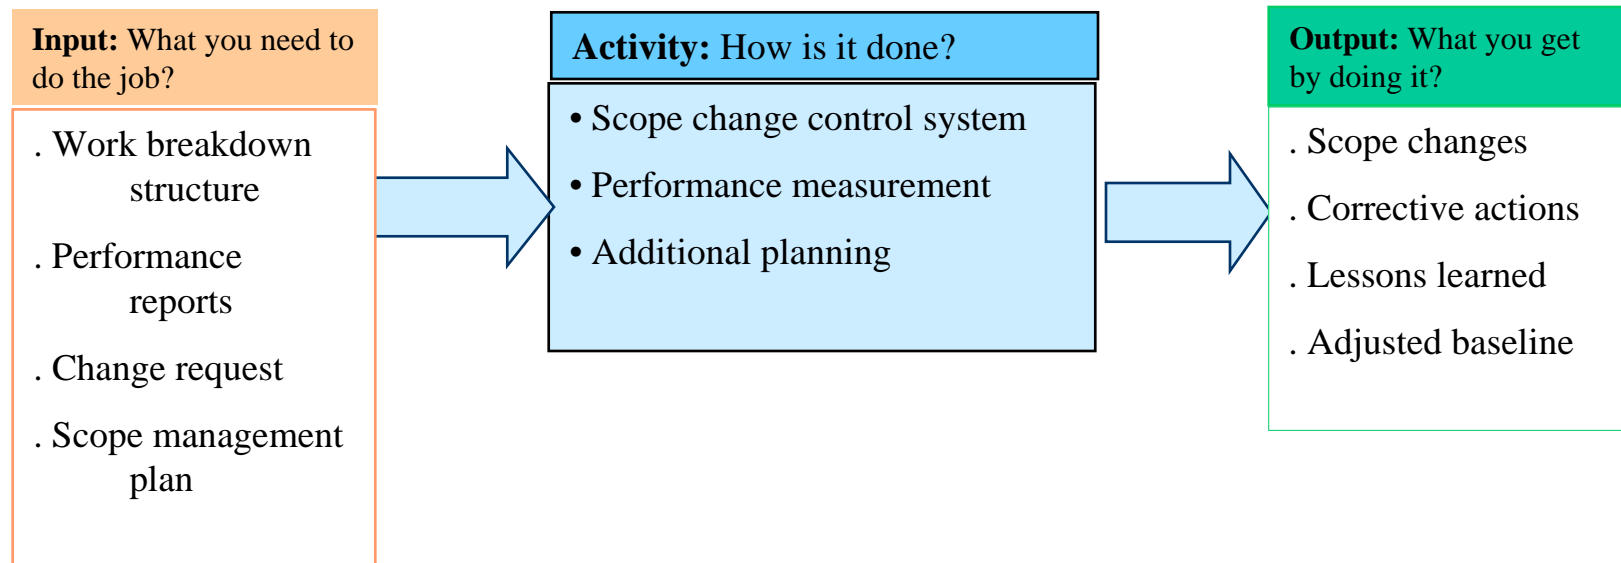 Input: What you need to
do the job?
. Work breakdown
structure
. Performance
reports
. Change request
. Scope management
plan
Activity: How is it done?
• Scope change control system
• Performance measurement
• Additional planning
Output: What you get
by doing it?
. Scope changes
. Corrective actions
. Lessons learned
. Adjusted baseline